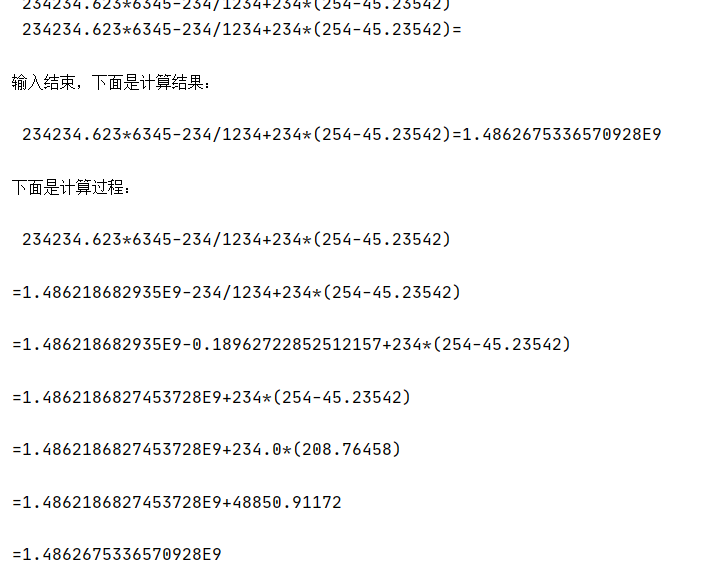 234234.623*6345-234/1234+234*(254-45.23542)
234234.623*6345-234/1234+234*(254-45.23542)=
输入结束，下面是计算结果：
234234.623*6345-234/1234+234*(254-45.23542)=1.4862675336570928E9
下面是计算过程：
234234.623*6345-234/1234+234*(254-45.23542)
=1.486218682935E9-234/1234+234*(254-45.23542)
=1.486218682935E9-0.18962722852512157+234*(254-45.23542)
=1.4862186827453728E9+234*(254-45.23542)
=1.4862186827453728E9+234.0*(208.76458)
=1.4862186827453728E9+48850.91172
=1.4862675336570928E9